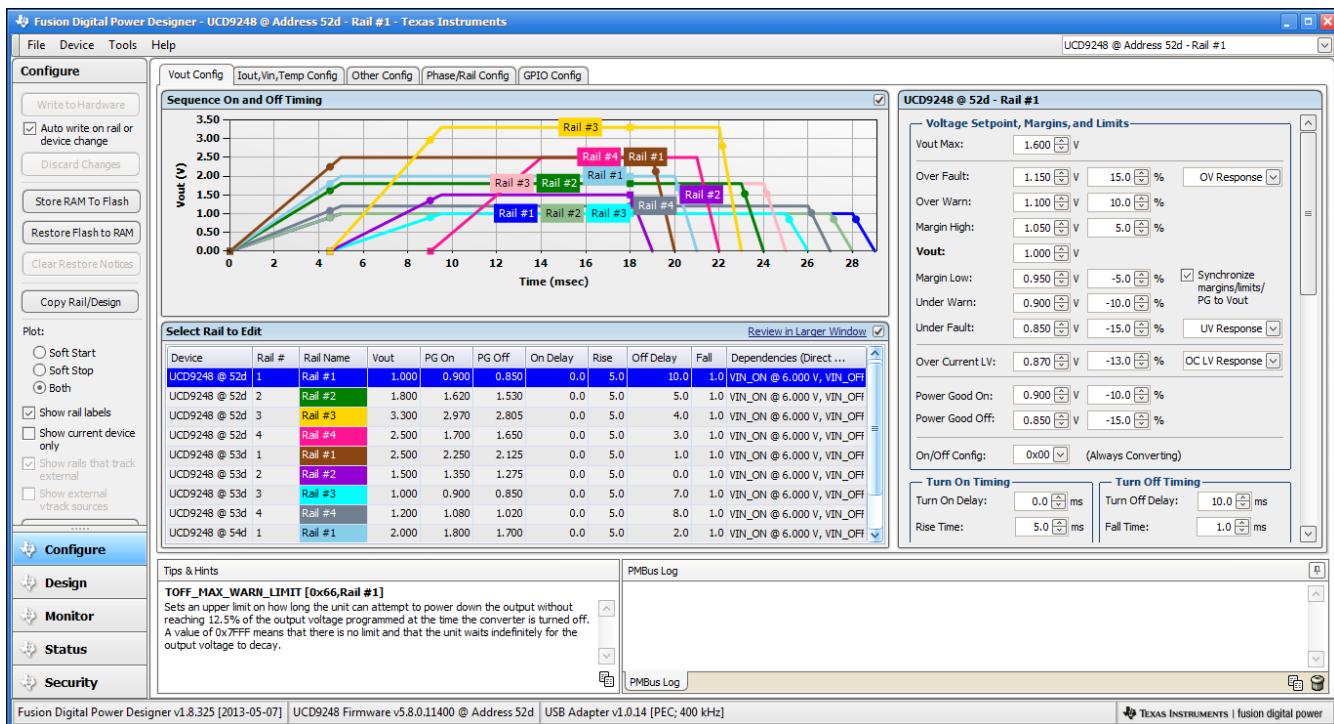 Fusion Digital Power Designer - UCD9248 @ Address 52d - Rail #1 - Texas Instruments
File Device Tools Help
UCD9248 @ Address 52d - Rail #1
Configure
Write to Hardware
Auto write on rail or
device change
Discard Changes
Store RAM To Flash
Restore Flash to RAM
Clear Restore Notices
Copy Rail/Design
Plot:
Soft Start
Soft Stop
Both
Show rail labels
Show current device
only
Show rails that track
external
Show external
vtrack sources
Configure
Design
Monitor
Status
Security
Vout Config Iout,Vin,Temp Config Other Config Phase/Rail Config GPIO Config
Sequence On and Off Timing
Vout (V)
3.50
3.00
2.50
2.00
1.50
1.00
0.50
0.00
0 2 4 6 8 10 12 14 16 18 20 22 24 26 28
Time (msec)
Rail #3
Rail #4 Rail #1
Rail #1
Rail #3 Rail #2
Rail #2
Rail #4
Rail #1 Rail #2 Rail #3
Select Rail to Edit Review in Larger Window
Device Rail # Rail Name Vout PG On PG Off On Delay Rise Off Delay Fall Dependencies (Direct ...
UCD9248 @ 52d 1 Rail #1 1.000 0.900 0.850 0.0 5.0 10.0 1.0 VIN_ON @ 6.000 V, VIN_OFF
UCD9248 @ 52d 2 Rail #2 1.800 1.620 1.530 0.0 5.0 5.0 1.0 VIN_ON @ 6.000 V, VIN_OFF
UCD9248 @ 52d 3 Rail #3 3.300 2.970 2.805 0.0 5.0 4.0 1.0 VIN_ON @ 6.000 V, VIN_OFF
UCD9248 @ 52d 4 Rail #4 2.500 1.700 1.650 0.0 5.0 3.0 1.0 VIN_ON @ 6.000 V, VIN_OFF
UCD9248 @ 53d 1 Rail #1 2.500 2.250 2.125 0.0 5.0 1.0 1.0 VIN_ON @ 6.000 V, VIN_OFF
UCD9248 @ 53d 2 Rail #2 1.500 1.350 1.275 0.0 5.0 0.0 1.0 VIN_ON @ 6.000 V, VIN_OFF
UCD9248 @ 53d 3 Rail #3 1.000 0.900 0.850 0.0 5.0 7.0 1.0 VIN_ON @ 6.000 V, VIN_OFF
UCD9248 @ 53d 4 Rail #4 1.200 1.080 1.020 0.0 5.0 8.0 1.0 VIN_ON @ 6.000 V, VIN_OFF
UCD9248 @ 54d 1 Rail #1 2.000 1.800 1.700 0.0 5.0 2.0 1.0 VIN_ON @ 6.000 V, VIN_OFF
UCD9248 @ 52d - Rail #1
Voltage Setpoint, Margins, and Limits
Vout Max: 1.600 V
Over Fault: 1.150 V 15.0 % OV Response
Over Warn: 1.100 V 10.0 %
Margin High: 1.050 V 5.0 %
Vout: 1.000 V
Margin Low: 0.950 V -5.0 % Synchronize
margins/limits/
PG to Vout
Under Warn: 0.900 V -10.0 %
Under Fault: 0.850 V -15.0 % UV Response
Over Current LV: 0.870 V -13.0 % OC LV Response
Power Good On: 0.900 V -10.0 %
Power Good Off: 0.850 V -15.0 %
On/Off Config: 0x00 (Always Converting)
Turn On Timing Turn Off Timing
Turn On Delay: 0.0 ms Turn Off Delay: 10.0 ms
Rise Time: 5.0 ms Fall Time: 1.0 ms
Tips & Hints
TOFF_MAX_WARN_LIMIT [0x66,Rail #1]
Sets an upper limit on how long the unit can attempt to power down the output without
reaching 12.5% of the output voltage programmed at the time the converter is turned off.
A value of 0x7FFF means that there is no limit and that the unit waits indefinitely for the
output voltage to decay.
PMBus Log
PMBus Log
Fusion Digital Power Designer v1.8.325 [2013-05-07] UCD9248 Firmware v5.8.0.11400 @ Address 52d USB Adapter v1.0.14 [PEC; 400 kHz] TEXAS INSTRUMENTS | fusion digital power